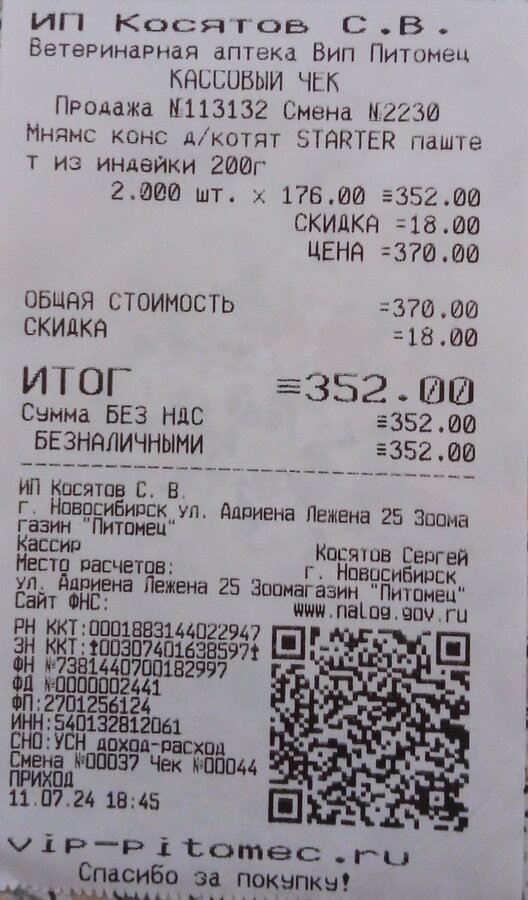 ИП Косятов С.В.
Ветеринарная аптека Вип Питомец
КАССОВЫЙ ЧЕК
Продажа №113132 Смена №2230
Мнямс конс д/котят STARTER паште
т из индейки 200г
2.000 шт. x 176.00 ≡352.00
СКИДКА =18.00
ЦЕНА =370.00
ОБЩАЯ СТОИМОСТЬ =370.00
СКИДКА =18.00
ИТОГ ≡352.00
Сумма БЕЗ НДС ≡352.00
БЕЗНАЛИЧНЫМИ ≡352.00
ИП Косятов С. В.
г. Новосибирск ул. Адриена Лежена 25 Зоома
газин "Питомец"
Кассир Косятов Сергей
Место расчетов: г. Новосибирск
ул. Адриена Лежена 25 Зоомагазин "Питомец"
Сайт ФНС: www.nalog.gov.ru
РН ККТ:0001883144022947
ЗН ККТ:↑00307401638597↑
ФН №7381440700182997
ФД №0000002441
ФП:2701256124
ИНН:540132812061
СНО:УСН доход-расход
Смена №00037 Чек №00044
ПРИХОД
11.07.24 18:45
vip-pitomec.ru
Спасибо за покупку!